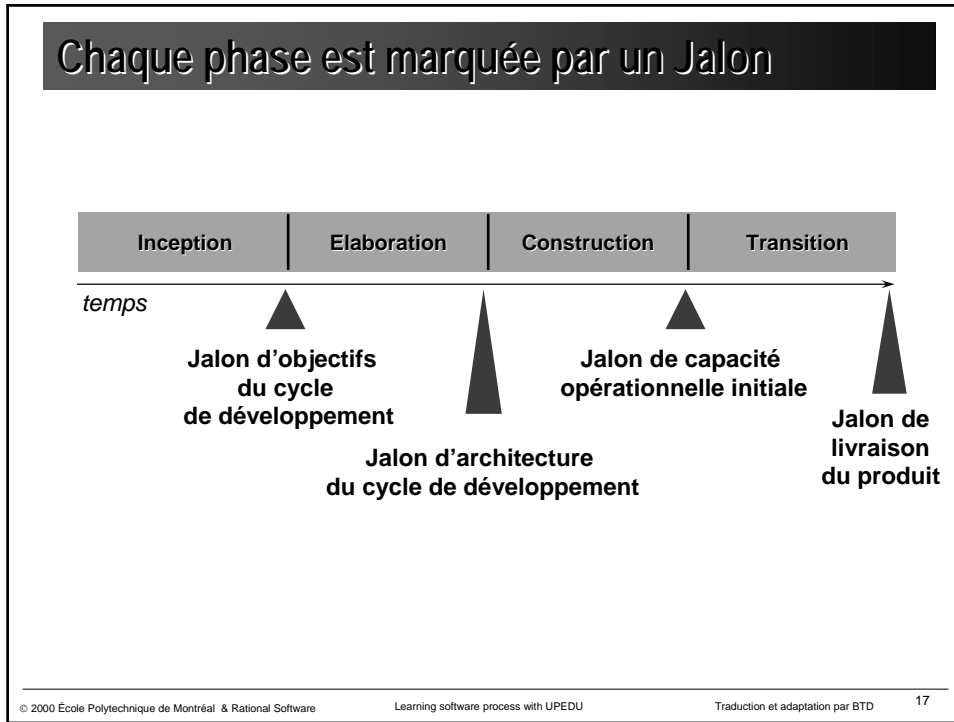 Chaque phase est marquée par un Jalon
Inception
Elaboration
Construction
Transition
temps
Jalon d'objectifs
du cycle
de développement
Jalon d'architecture
du cycle de développement
Jalon de capacité
opérationnelle initiale
Jalon de
livraison
du produit
© 2000 École Polytechnique de Montréal & Rational Software
Learning software process with UPEDU
Traduction et adaptation par BTD
17